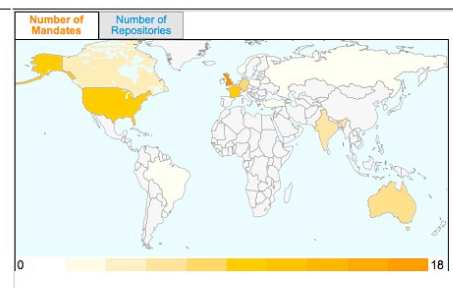 Number of
Mandates
Number of
Repositories
0
18